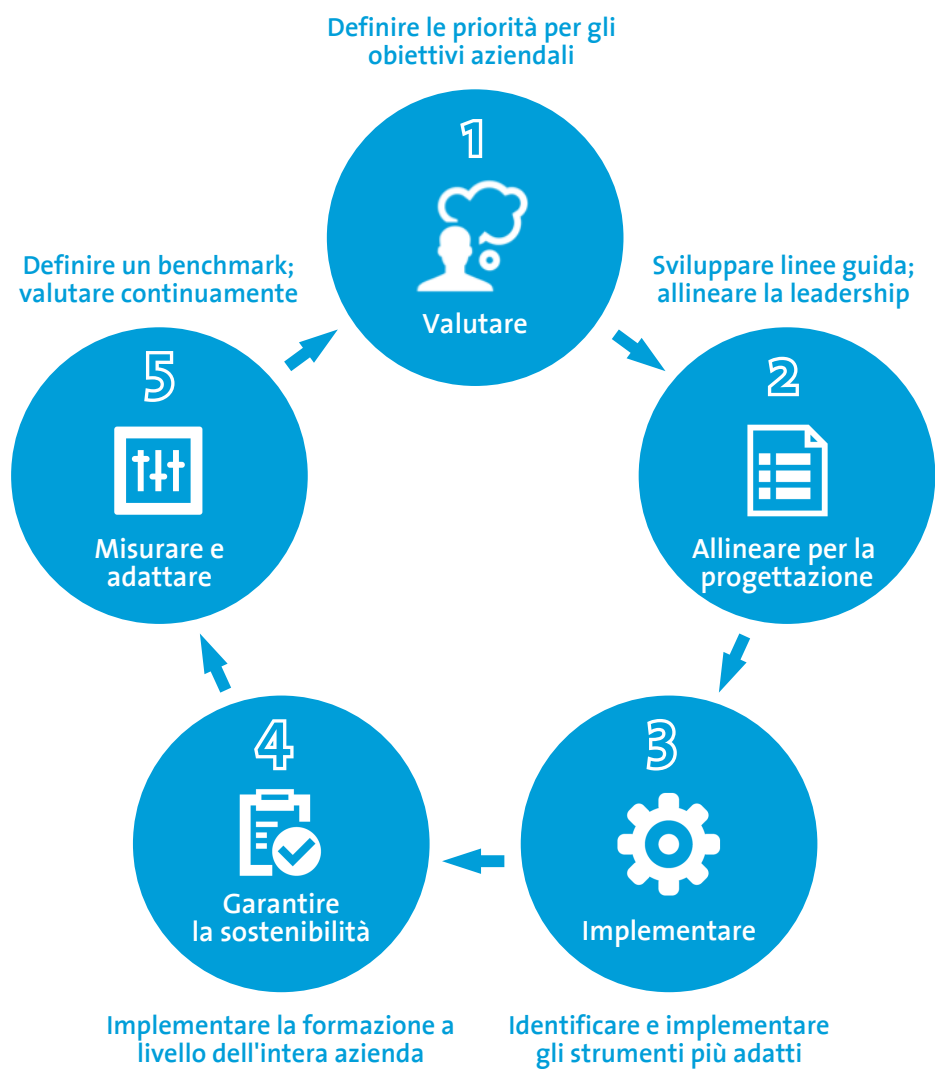 Definire le priorità per gli
obiettivi aziendali
1
Valutare
Sviluppare linee guida;
allineare la leadership
2
Allineare per la
progettazione
3
Implementare
Identificare e implementare
gli strumenti più adatti
4
Garantire
la sostenibilità
Implementare la formazione a
livello dell'intera azienda
Definire un benchmark;
valutare continuamente
5
Misurare e
adattare